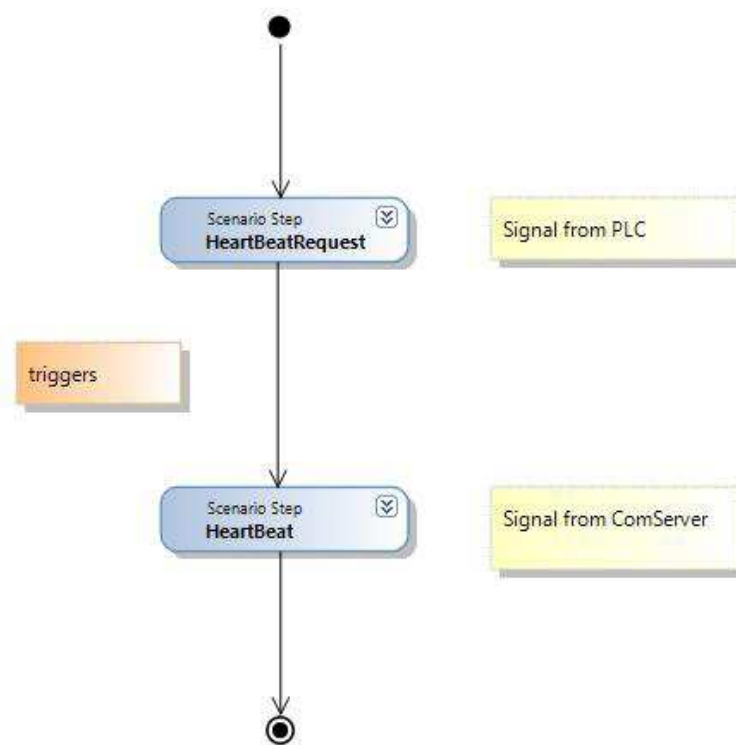 Scenario Step
HeartBeatRequest
Signal from PLC
triggers
Scenario Step
HeartBeat
Signal from ComServer